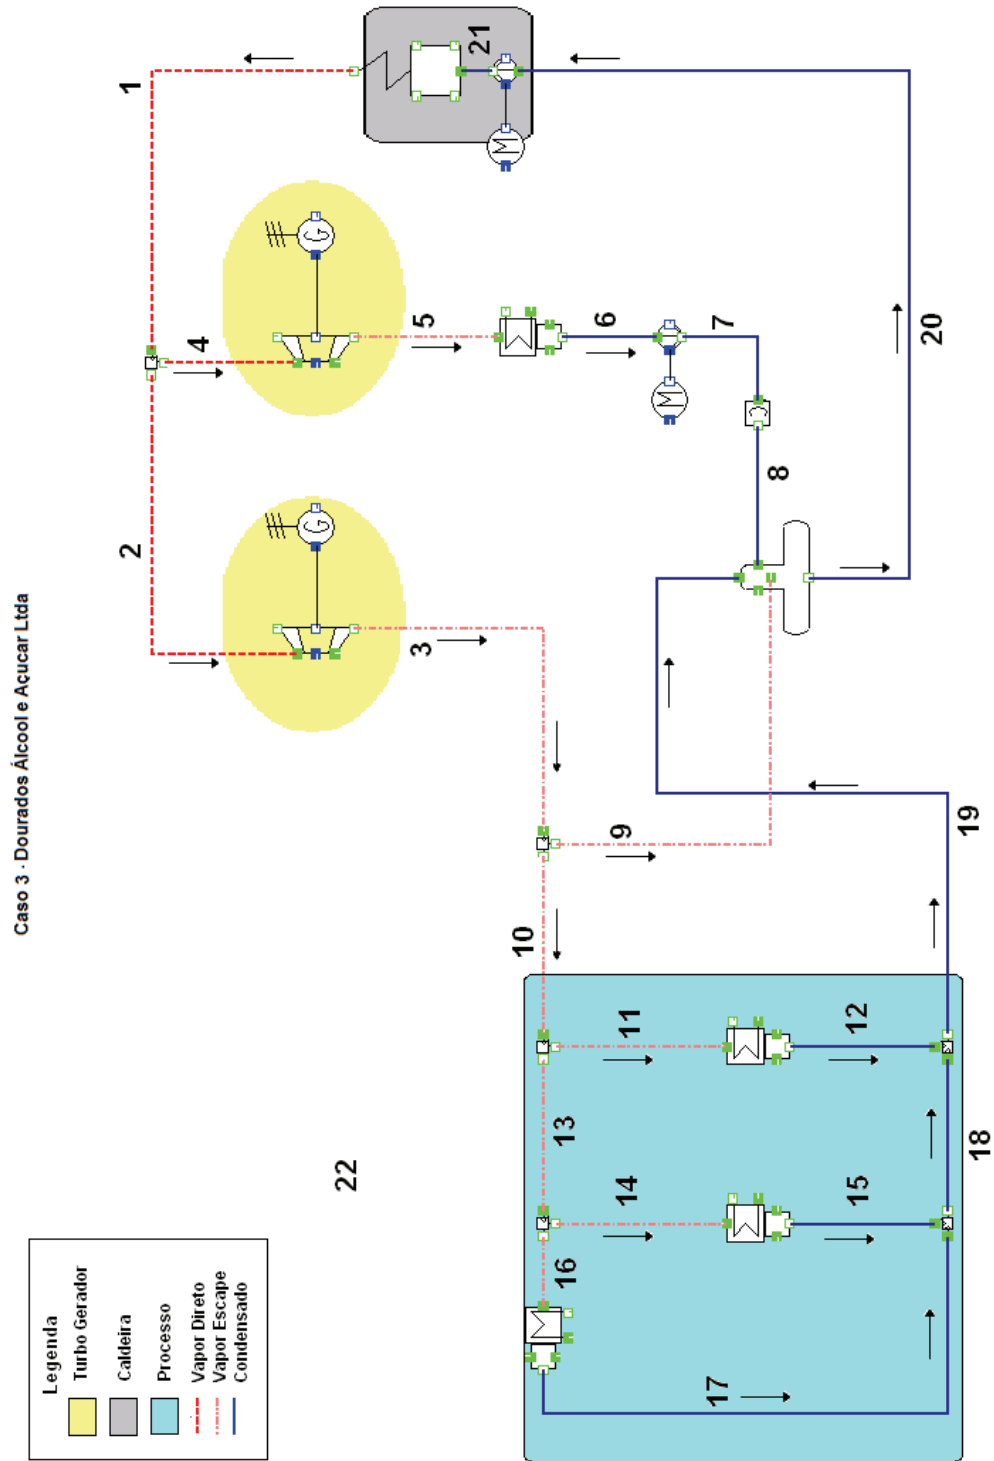 Caso 3 - Dourados Álcool e Açucar Ltda
Legenda
Turbo Gerador
Caldeira
Processo
Vapor Direto
Vapor Escape
Condensado
1
2
3
4
5
6
7
8
9
10
11
12
13
14
15
16
17
18
19
20
21
22
G
G
M
M